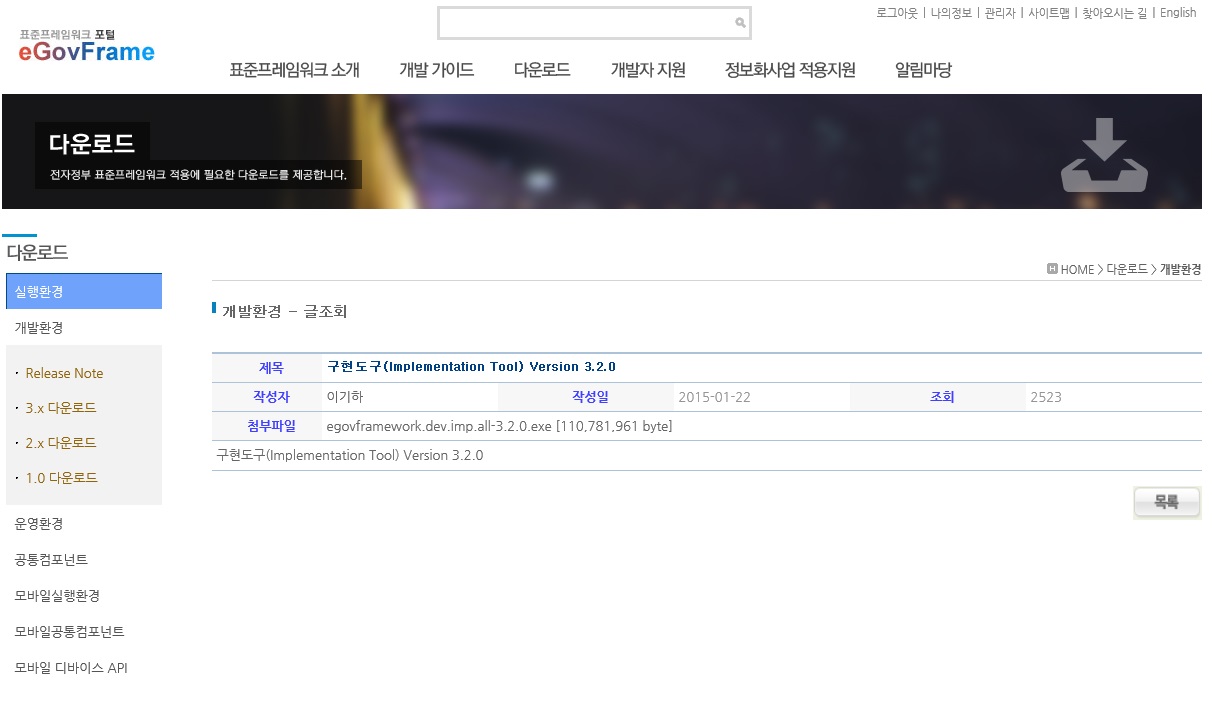 로그아웃 | 나의정보 | 관리자 | 사이트맵 | 찾아오시는 길 | English
표준프레임워크 포털
eGovFrame
표준프레임워크 소개 개발 가이드 다운로드 개발자 지원 정보화사업 적용지원 알림마당
다운로드
전자정부 표준프레임워크 적용에 필요한 다운로드를 제공합니다.
다운로드
실행환경
개발환경
· Release Note
· 3.x 다운로드
· 2.x 다운로드
· 1.0 다운로드
운영환경
공통컴포넌트
모바일실행환경
모바일공통컴포넌트
모바일 디바이스 API
H HOME > 다운로드 > 개발환경
개발환경 - 글조회
제목 구현도구(Implementation Tool) Version 3.2.0
작성자 이기하 작성일 2015-01-22 조회 2523
첨부파일 egovframework.dev.imp.all-3.2.0.exe [110,781,961 byte]
구현도구(Implementation Tool) Version 3.2.0
목록